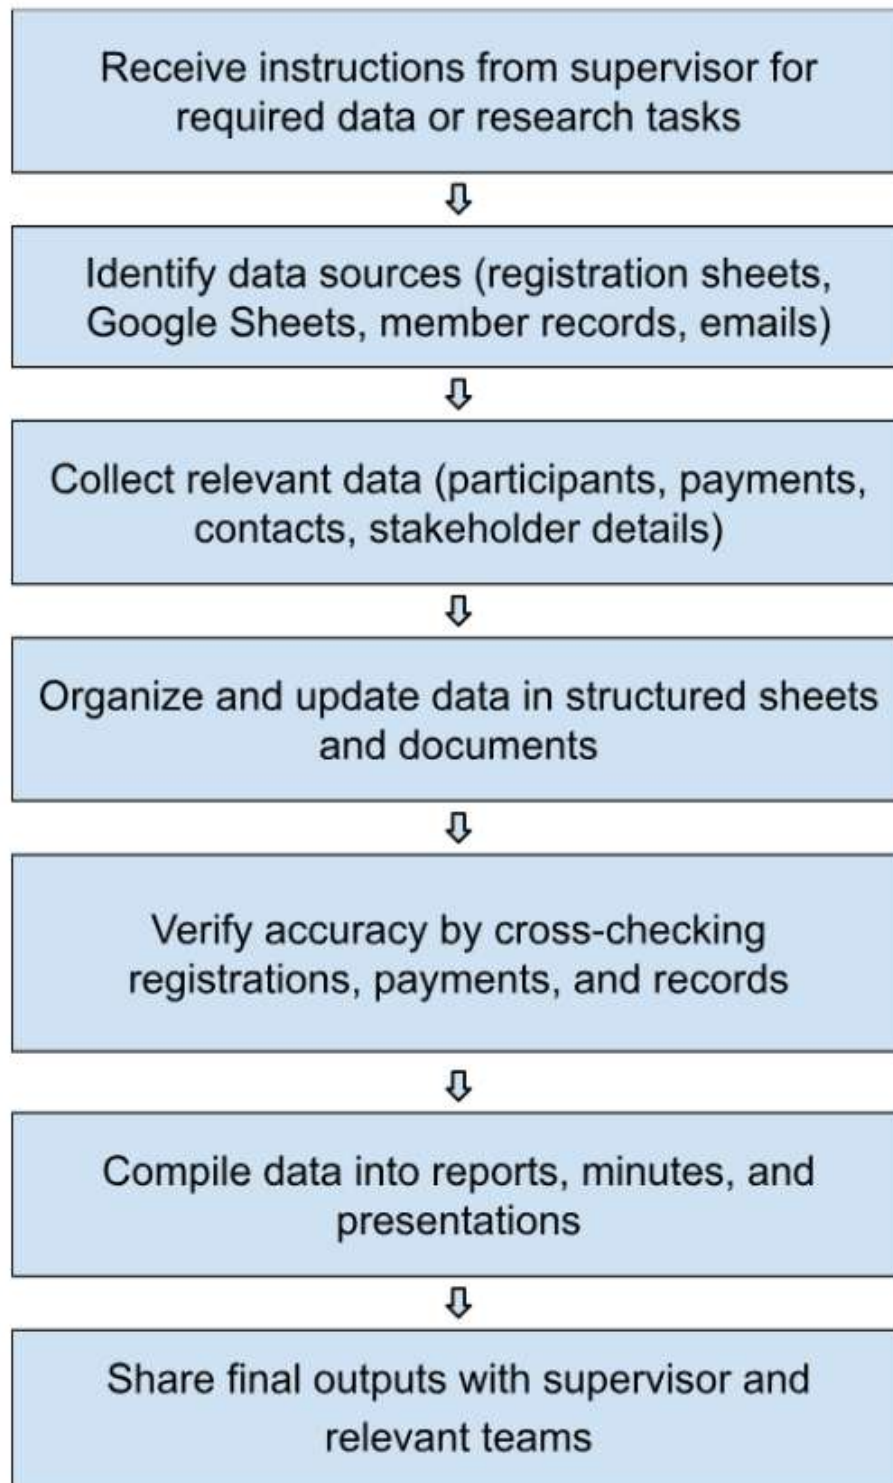 Receive instructions from supervisor for
required data or research tasks
Identify data sources (registration sheets,
Google Sheets, member records, emails)
Collect relevant data (participants, payments,
contacts, stakeholder details)
Organize and update data in structured sheets
and documents
Verify accuracy by cross-checking
registrations, payments, and records
Compile data into reports, minutes, and
presentations
Share final outputs with supervisor and
relevant teams